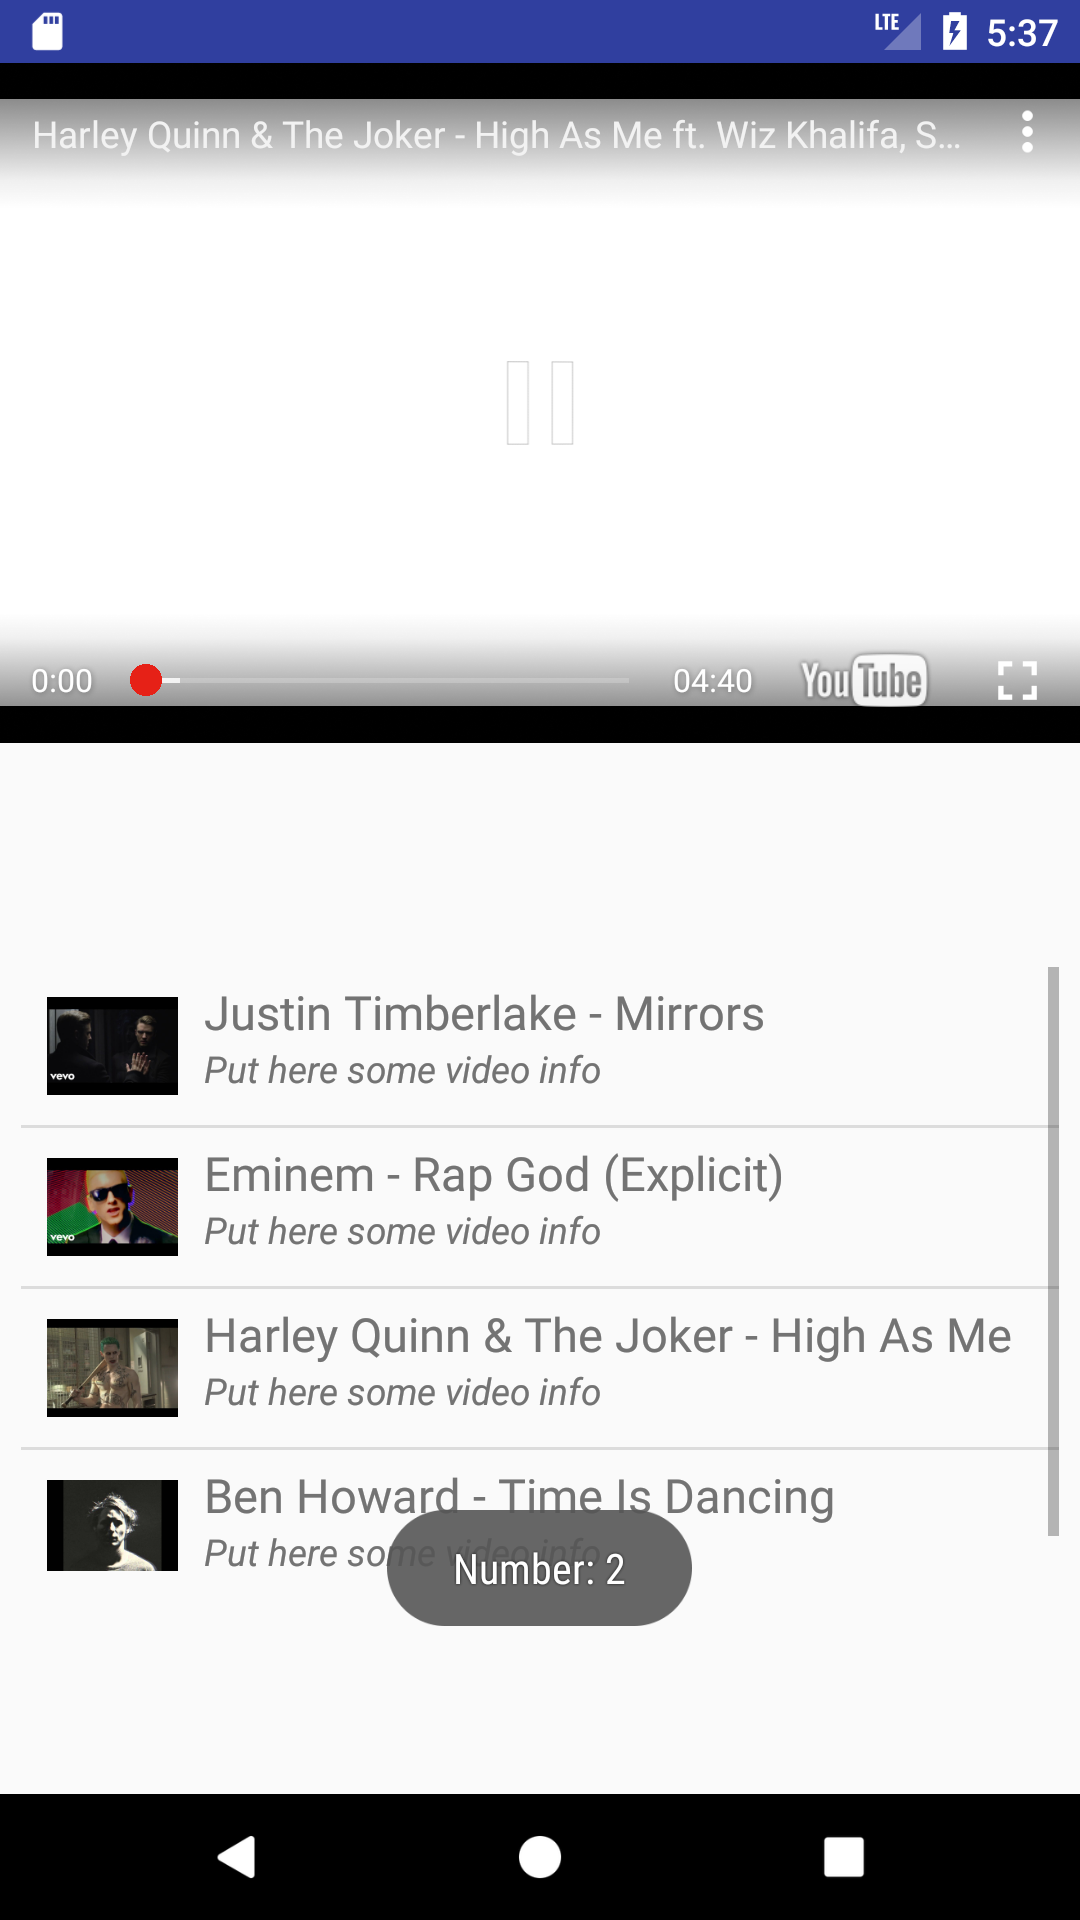 LTE 5:37
Harley Quinn & The Joker - High As Me ft. Wiz Khalifa, S...
0:00 04:40 YouTube
Justin Timberlake - Mirrors
Put here some video info
vevo
Eminem - Rap God (Explicit)
Put here some video info
vevo
Harley Quinn & The Joker - High As Me
Put here some video info
Ben Howard - Time Is Dancing
Put here some video info
Number: 2